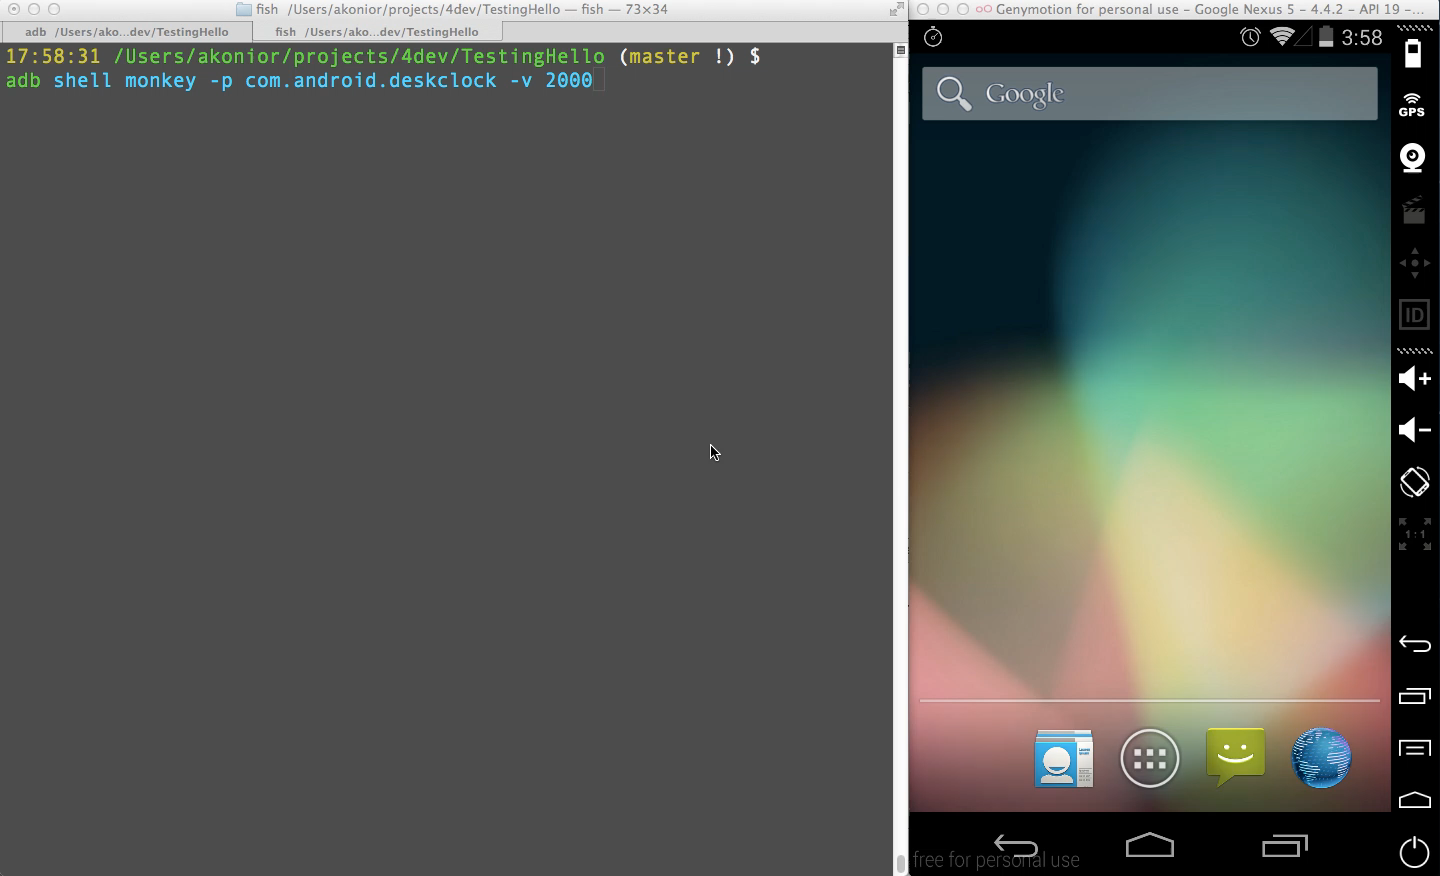 fish /Users/akonior/projects/4dev/TestingHello — fish — 73×34
adb /Users/ako...dev/TestingHello
fish /Users/ako...dev/TestingHello
17:58:31 /Users/akonior/projects/4dev/TestingHello (master !) $
adb shell monkey -p com.android.deskclock -v 2000
Genymotion for personal use - Google Nexus 5 - 4.4.2 - API 19 -...
3:58
Google
GPS
ID
1:1
free for personal use